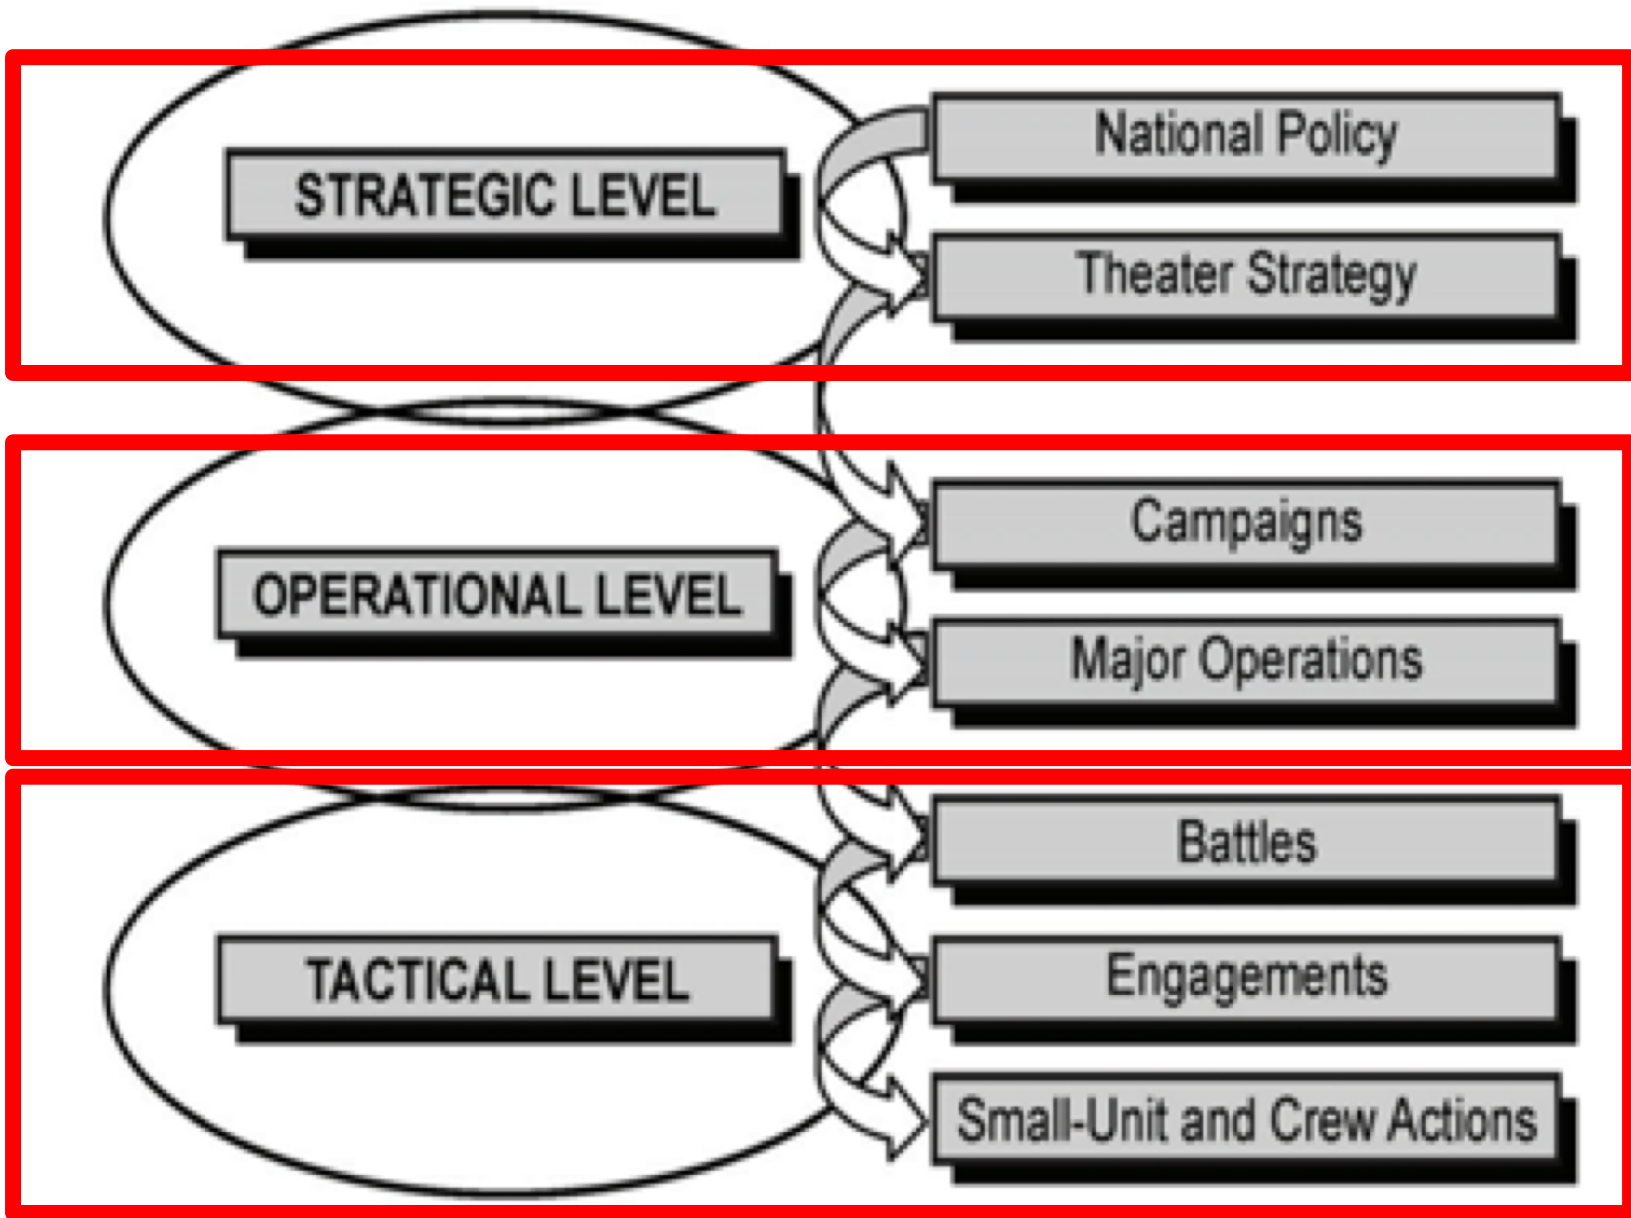 STRATEGIC LEVEL
National Policy
Theater Strategy
OPERATIONAL LEVEL
Campaigns
Major Operations
TACTICAL LEVEL
Battles
Engagements
Small-Unit and Crew Actions